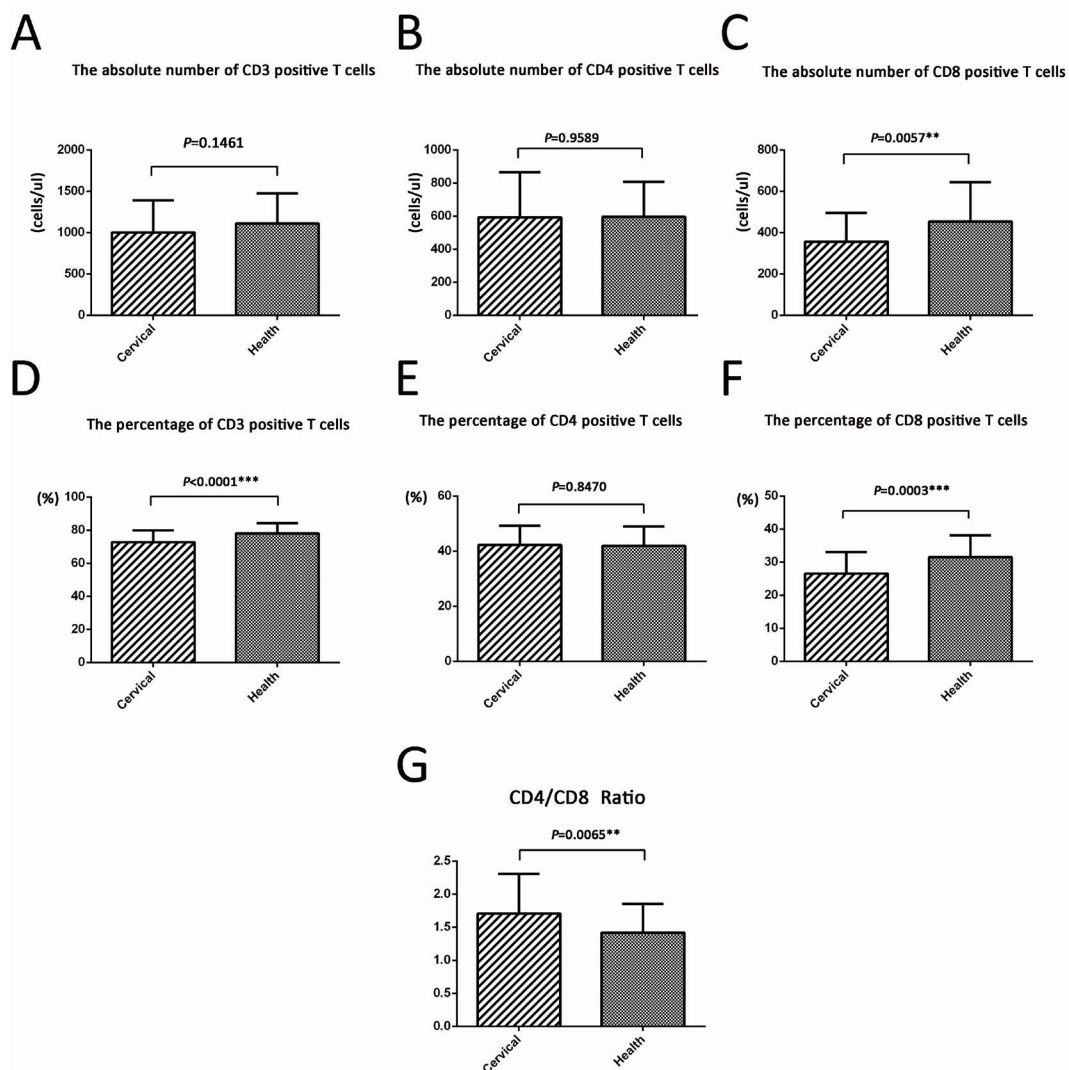 A
B
C
The absolute number of CD3 positive T cells
The absolute number of CD4 positive T cells
The absolute number of CD8 positive T cells
P=0.1461
(cells/ul)
2000
1500
1000
500
0
Cervical
Health
P=0.9589
1000
800
600
400
200
0
Cervical
Health
P=0.0057**
(cells/ul)
800
600
400
200
0
Cervical
Health
D
E
F
The percentage of CD3 positive T cells
The percentage of CD4 positive T cells
The percentage of CD8 positive T cells
P<0.0001***
(%)
100
80
60
40
20
0
Cervical
Health
P=0.8470
(%)
60
40
20
0
Cervical
Health
P=0.0003***
(%)
50
40
30
20
10
0
Cervical
Health
G
CD4/CD8 Ratio
P=0.0065**
2.5
2.0
1.5
1.0
0.5
0.0
Cervical
Health